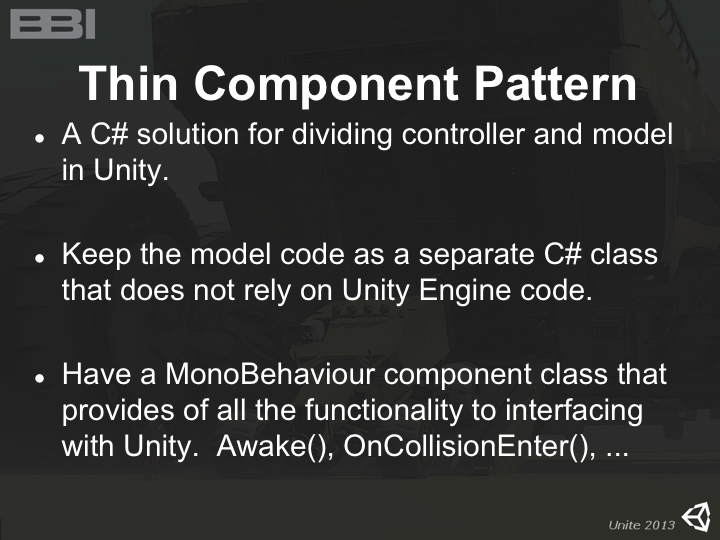 BBI
Thin Component Pattern
● A C# solution for dividing controller and model
in Unity.
● Keep the model code as a separate C# class
that does not rely on Unity Engine code.
● Have a MonoBehaviour component class that
provides of all the functionality to interfacing
with Unity.  Awake(), OnCollisionEnter(), ...
Unite 2013